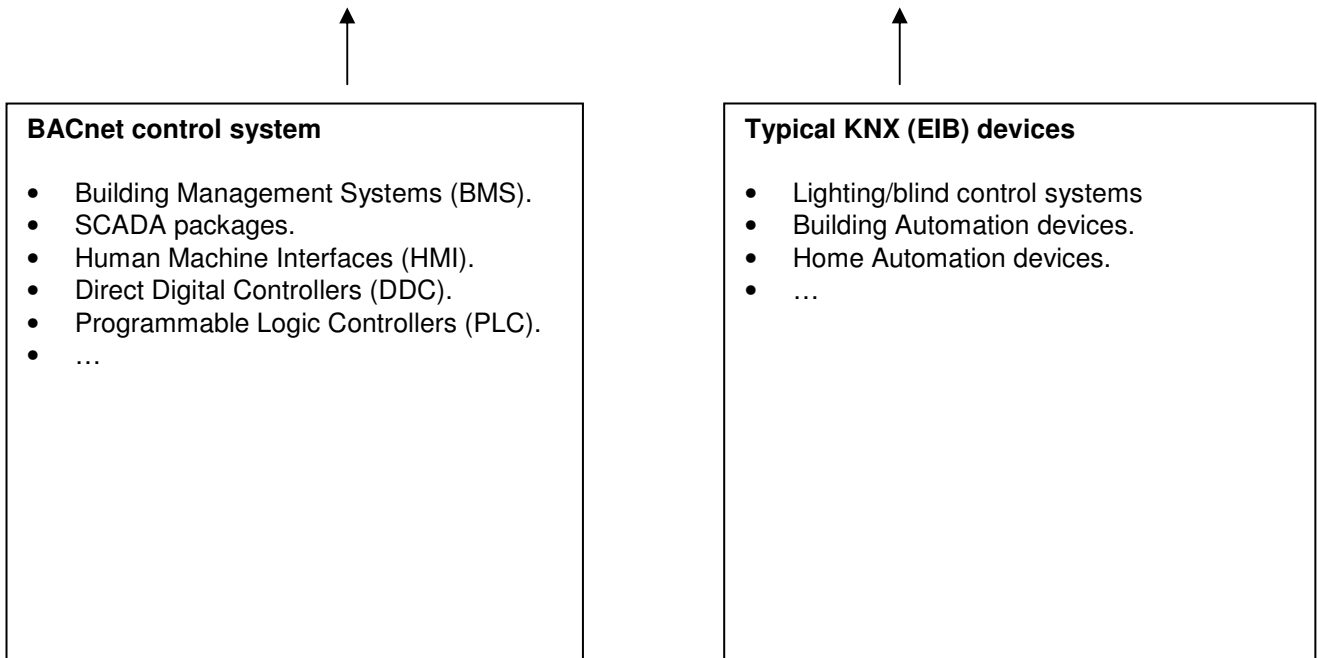 BACnet control system
• Building Management Systems (BMS).
• SCADA packages.
• Human Machine Interfaces (HMI).
• Direct Digital Controllers (DDC).
• Programmable Logic Controllers (PLC).
• …
Typical KNX (EIB) devices
• Lighting/blind control systems
• Building Automation devices.
• Home Automation devices.
• …